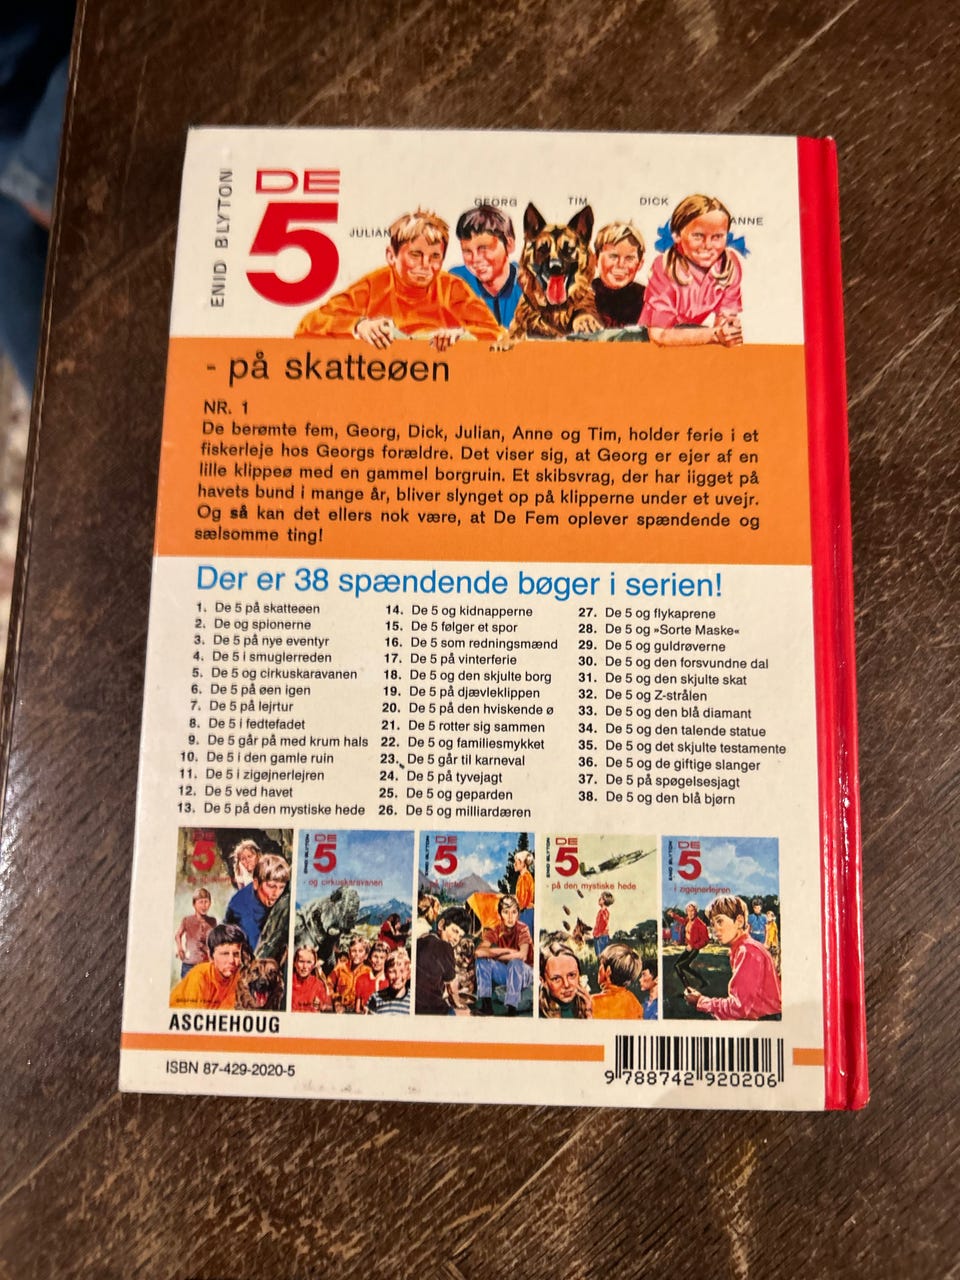 ENID BLYTON
DE
5
JULIAN
GEORG
TIM
DICK
ANNE
- på skatteøen
NR. 1
De berømte fem, Georg, Dick, Julian, Anne og Tim, holder ferie i et
fiskerleje hos Georgs forældre. Det viser sig, at Georg er ejer af en
lille klippeø med en gammel borgruin. Et skibsvrag, der har iigget på
havets bund i mange år, bliver slynget op på klipperne under et uvejr.
Og så kan det ellers nok være, at De Fem oplever spændende og
sælsomme ting!
Der er 38 spændende bøger i serien!
1. De 5 på skatteøen
2. De og spionerne
3. De 5 på nye eventyr
4. De 5 i smuglerreden
5. De 5 og cirkuskaravanen
6. De 5 på øen igen
7. De 5 på lejrtur
8. De 5 i fedtefadet
9. De 5 går på med krum hals
10. De 5 i den gamle ruin
11. De 5 i zigøjnerlejren
12. De 5 ved havet
13. De 5 på den mystiske hede
14. De 5 og kidnapperne
15. De 5 følger et spor
16. De 5 som redningsmænd
17. De 5 på vinterferie
18. De 5 og den skjulte borg
19. De 5 på djævleklippen
20. De 5 på den hviskende ø
21. De 5 rotter sig sammen
22. De 5 og familiesmykket
23. De 5 går til karneval
24. De 5 på tyvejagt
25. De 5 og geparden
26. De 5 og milliardæren
27. De 5 og flykaprene
28. De 5 og »Sorte Maske«
29. De 5 og guldrøverne
30. De 5 og den forsvundne dal
31. De 5 og den skjulte skat
32. De 5 og Z-strålen
33. De 5 og den blå diamant
34. De 5 og den talende statue
35. De 5 og det skjulte testamente
36. De 5 og de giftige slanger
37. De 5 på spøgelsesjagt
38. De 5 og den blå bjørn
DE
5
DE
5
- og cirkuskaravanen
ENID BLYTON
DE
5
- på lejrtur
ENID BLYTON
DE
5
- på den mystiske hede
ENID BLYTON
DE
5
- i zigøjnerlejren
ASCHEHOUG
ISBN 87-429-2020-5
9 788742 920206